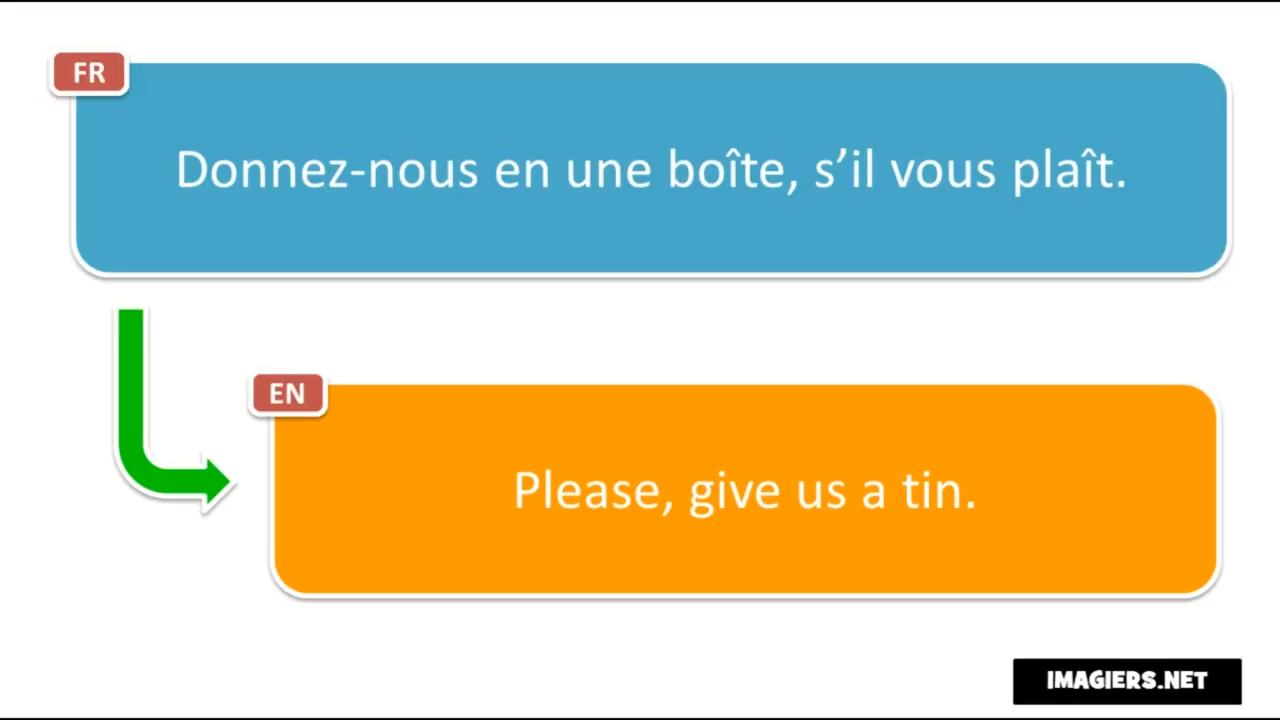 FR
Donnez-nous en une boîte, s’il vous plaît.
EN
Please, give us a tin.
IMAGIERS.NET